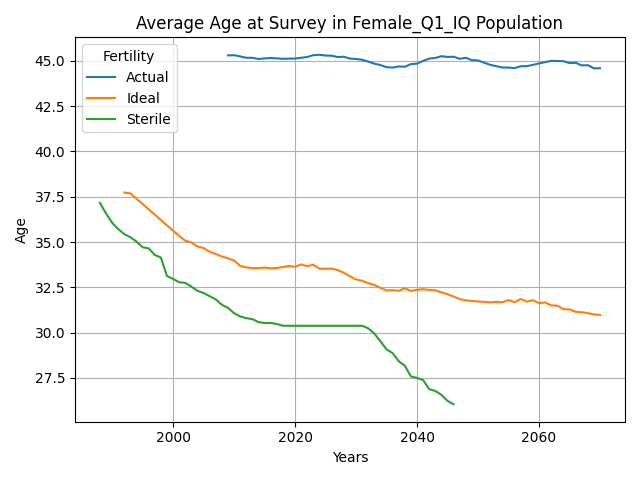 Average Age at Survey in Female_Q1_IQ Population
Fertility
Actual
Ideal
Sterile
Age
45.0
42.5
40.0
37.5
35.0
32.5
30.0
27.5
2000
2020
2040
2060
Years